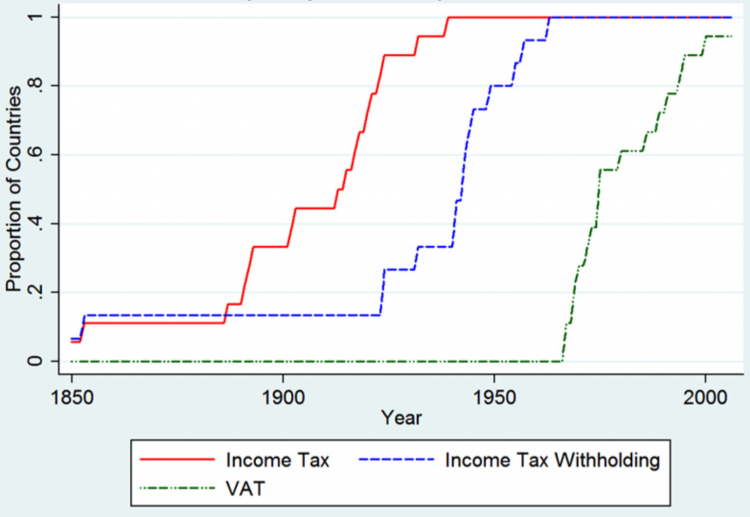 Proportion of Countries
1
.8
.6
.4
.2
0
1850 1900 1950 2000
Year
Income Tax Income Tax Withholding
VAT